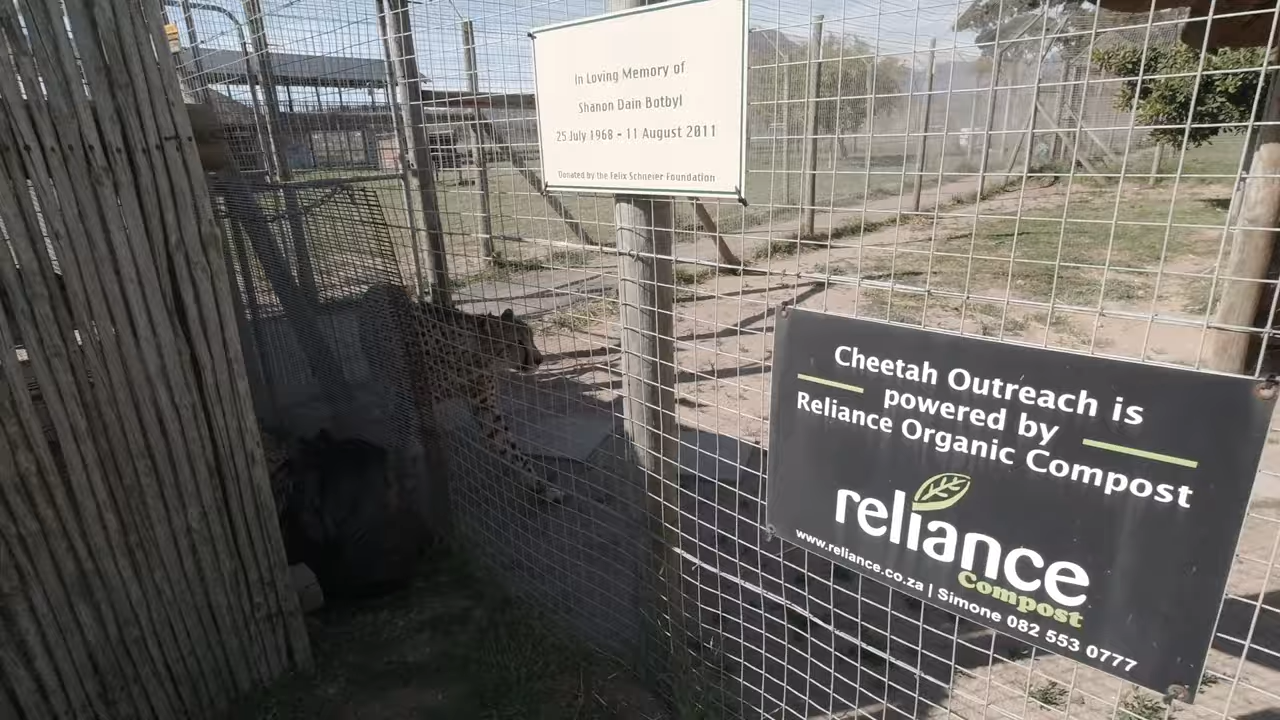 In Loving Memory of
Shanon Dain Botbyl
25 July 1968 - 11 August 2011
Donated by the Felix Schneier Foundation
Cheetah Outreach is
powered by
Reliance Organic Compost
reliance
Compost
www.reliance.co.za | Simone 082 553 0777